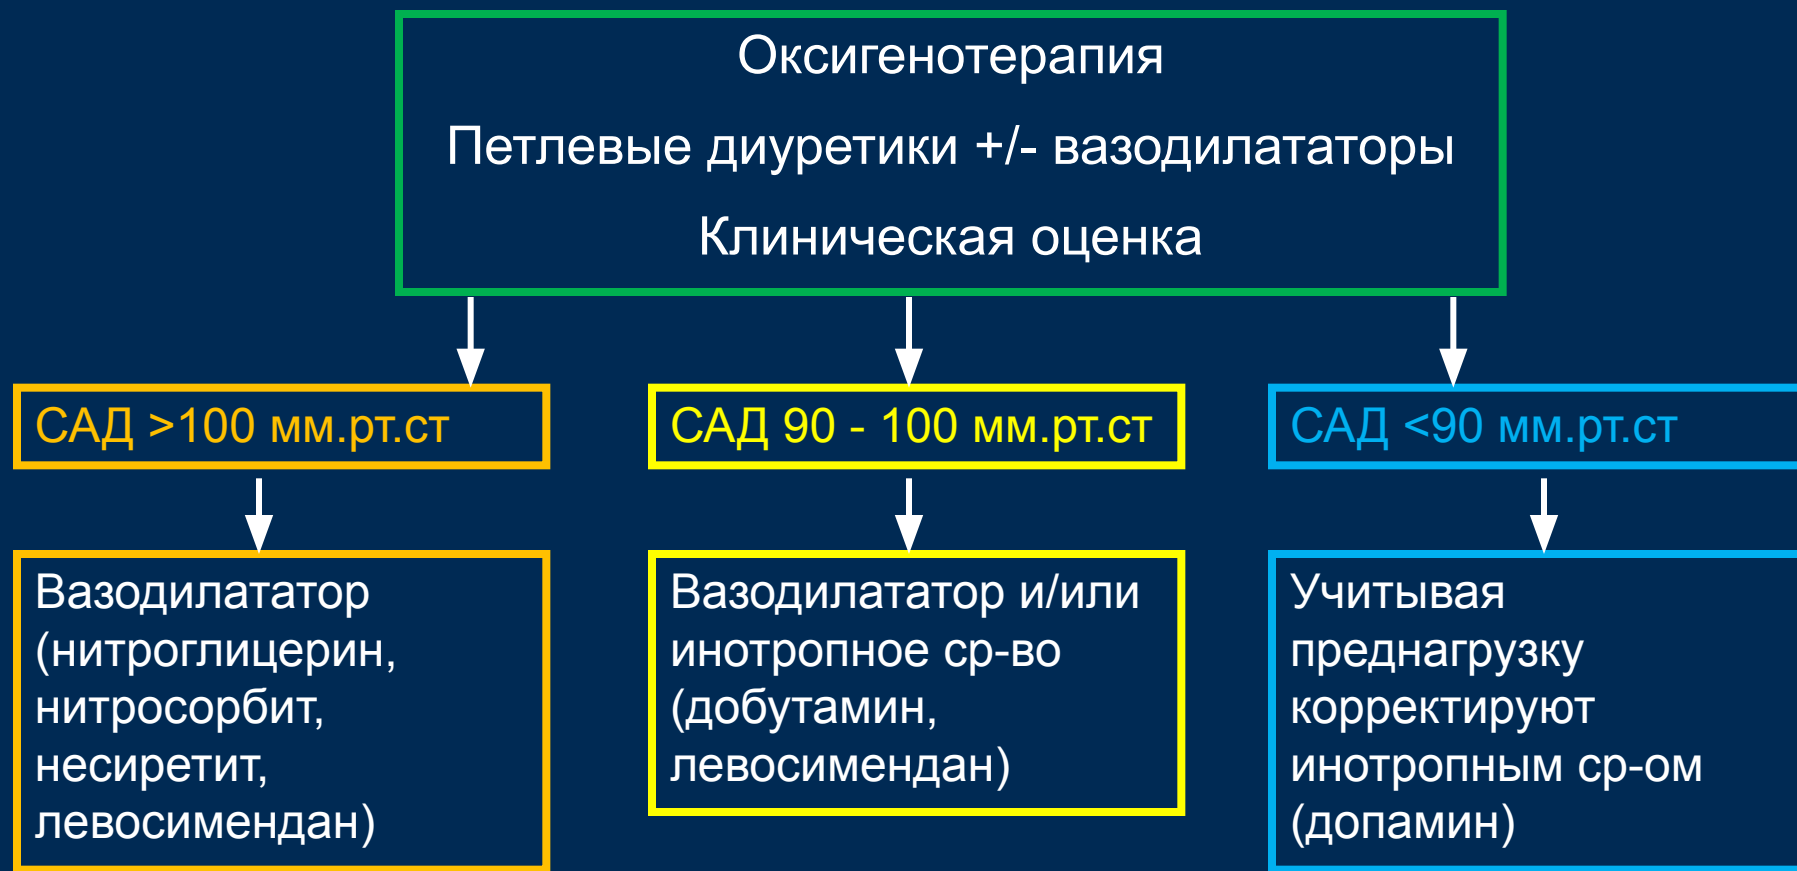 Оксигенотерапия
Петлевые диуретики +/- вазодилататоры
Клиническая оценка
САД >100 мм.рт.ст
САД 90 - 100 мм.рт.ст
САД <90 мм.рт.ст
Вазодилататор
(нитроглицерин,
нитросорбит,
несиретит,
левосимендан)
Вазодилататор и/или
инотропное ср-во
(добутамин,
левосимендан)
Учитывая
преднагрузку
корректируют
инотропным ср-ом
(допамин)